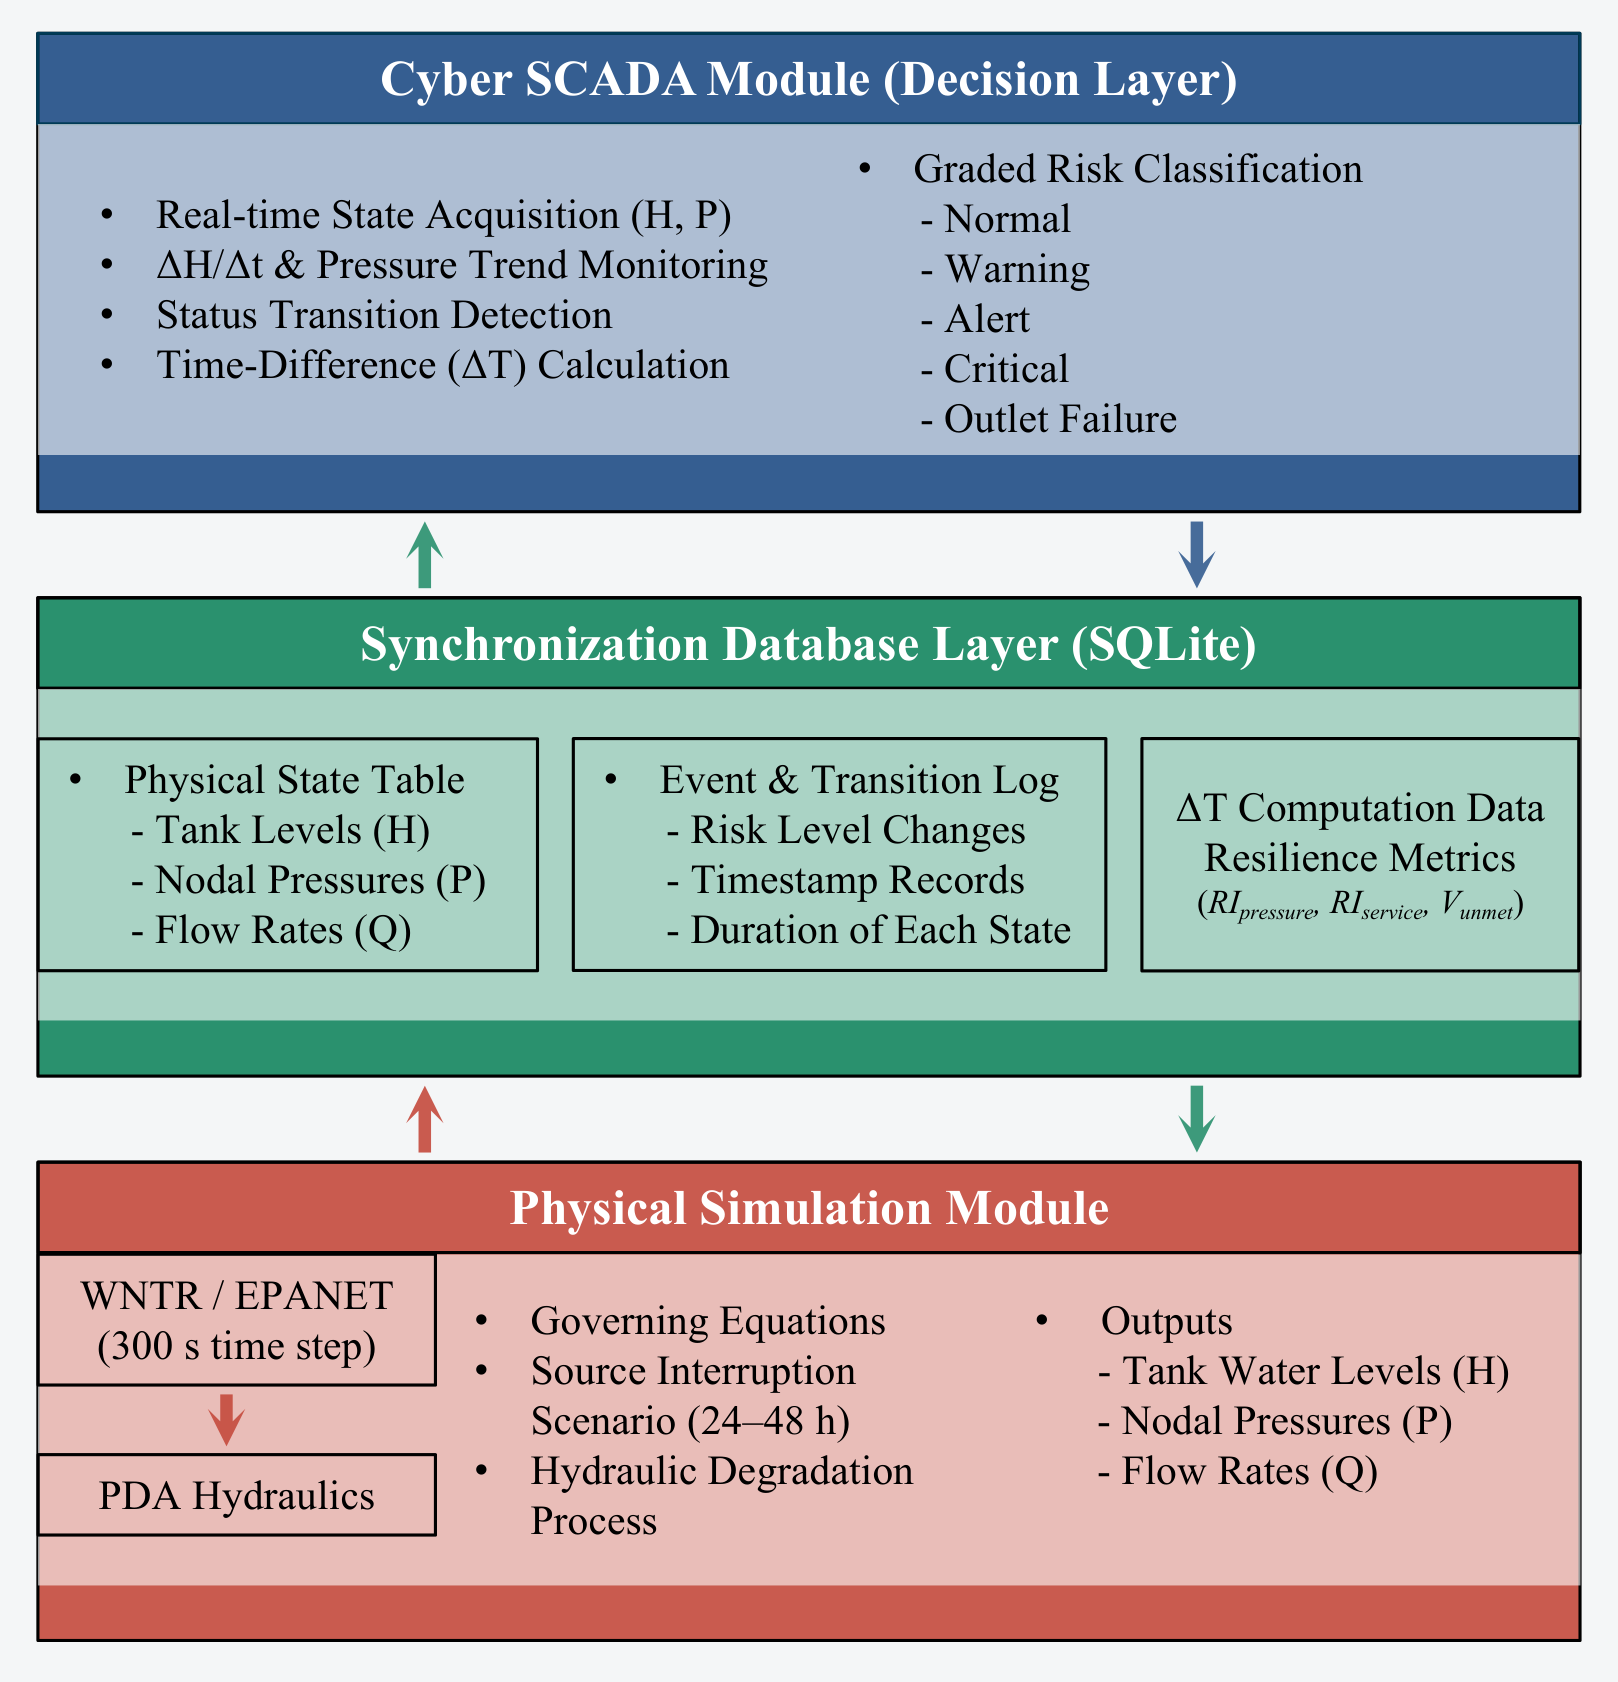 Cyber SCADA Module (Decision Layer)
• Real-time State Acquisition (H, P)
• ΔH/Δt & Pressure Trend Monitoring
• Status Transition Detection
• Time-Difference (ΔT) Calculation
• Graded Risk Classification
- Normal
- Warning
- Alert
- Critical
- Outlet Failure
Synchronization Database Layer (SQLite)
• Physical State Table
- Tank Levels (H)
- Nodal Pressures (P)
- Flow Rates (Q)
• Event & Transition Log
- Risk Level Changes
- Timestamp Records
- Duration of Each State
ΔT Computation Data
Resilience Metrics
(RIpressure, RIservice, Vunmet)
Physical Simulation Module
WNTR / EPANET
(300 s time step)
PDA Hydraulics
• Governing Equations
• Source Interruption
Scenario (24–48 h)
• Hydraulic Degradation
Process
• Outputs
- Tank Water Levels (H)
- Nodal Pressures (P)
- Flow Rates (Q)